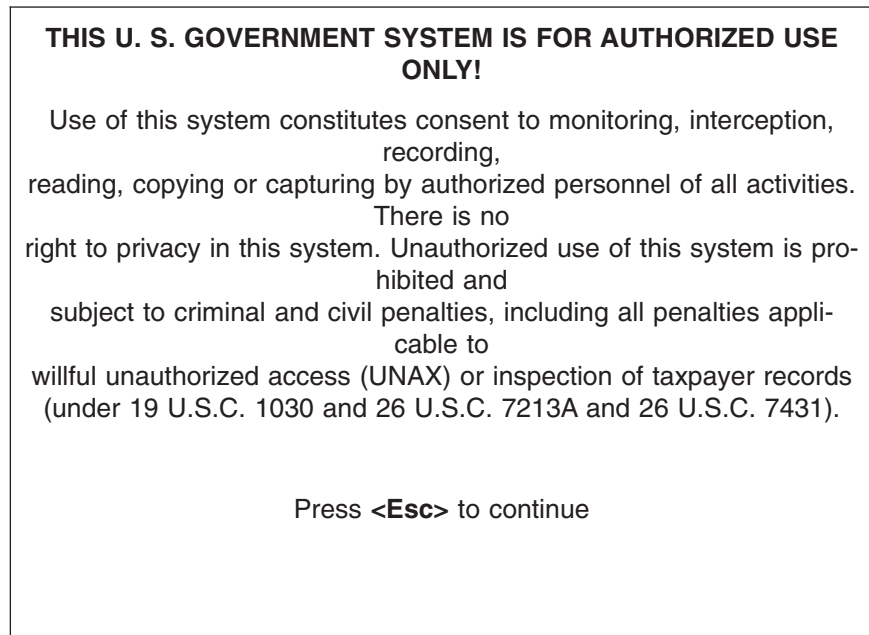 THIS U. S. GOVERNMENT SYSTEM IS FOR AUTHORIZED USE
ONLY!
Use of this system constitutes consent to monitoring, interception,
recording,
reading, copying or capturing by authorized personnel of all activities.
There is no
right to privacy in this system. Unauthorized use of this system is pro-
hibited and
subject to criminal and civil penalties, including all penalties appli-
cable to
willful unauthorized access (UNAX) or inspection of taxpayer records
(under 19 U.S.C. 1030 and 26 U.S.C. 7213A and 26 U.S.C. 7431).
Press <Esc> to continue